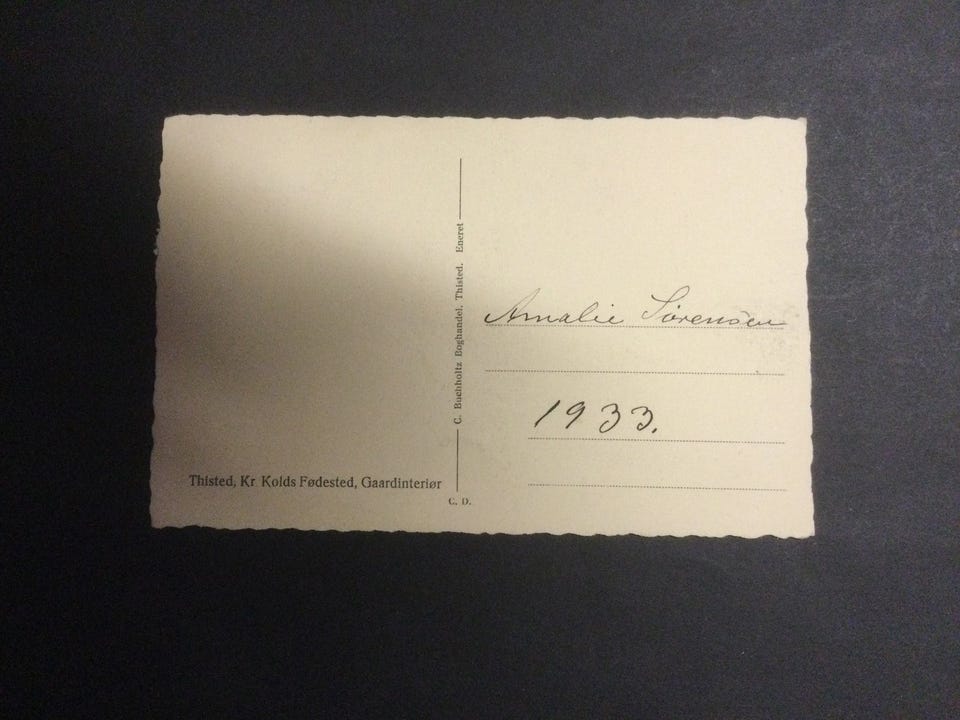 Thisted, Kr Kolds Fødested, Gaardinteriør
C. Buchholtz Boghandel, Thisted. Eneret
C. D.
Amalie Sørensen
1933.